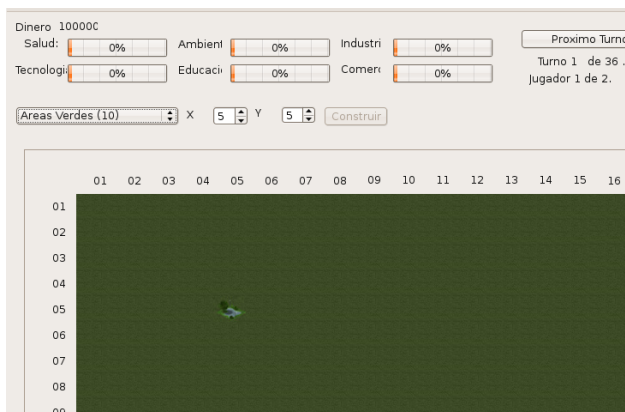 Dinero 10000C
Salud: 0% Ambient 0% Industri 0% Proximo Turno
Tecnologi 0% Educaci 0% Comerc 0% Turno 1 de 36 .
Jugador 1 de 2.
Areas Verdes (10) X 5 Y 5 Construir
01 02 03 04 05 06 07 08 09 10 11 12 13 14 15 16
01
02
03
04
05
06
07
08
09